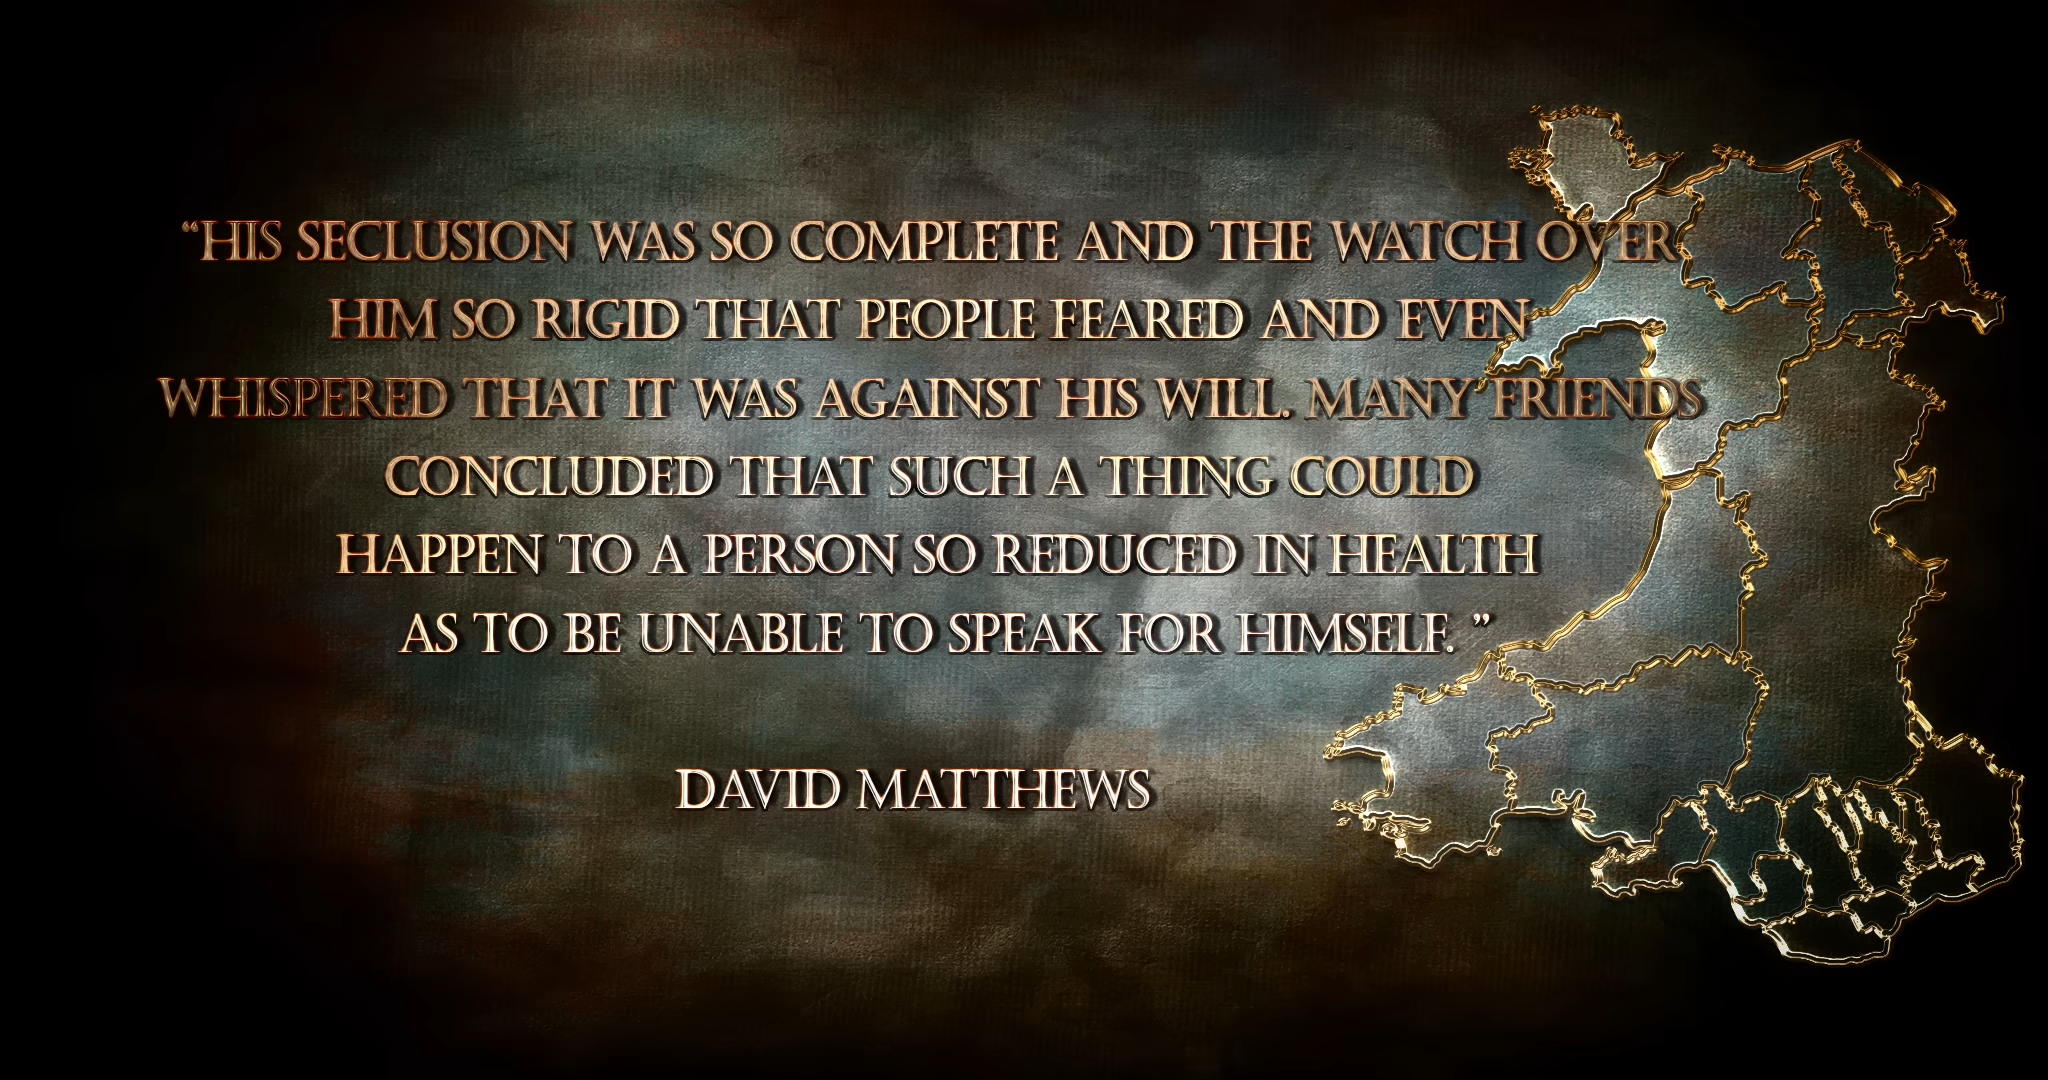 “HIS SECLUSION WAS SO COMPLETE AND THE WATCH OVER
HIM SO RIGID THAT PEOPLE FEARED AND EVEN
WHISPERED THAT IT WAS AGAINST HIS WILL. MANY FRIENDS
CONCLUDED THAT SUCH A THING COULD
HAPPEN TO A PERSON SO REDUCED IN HEALTH
AS TO BE UNABLE TO SPEAK FOR HIMSELF. ”
DAVID MATTHEWS